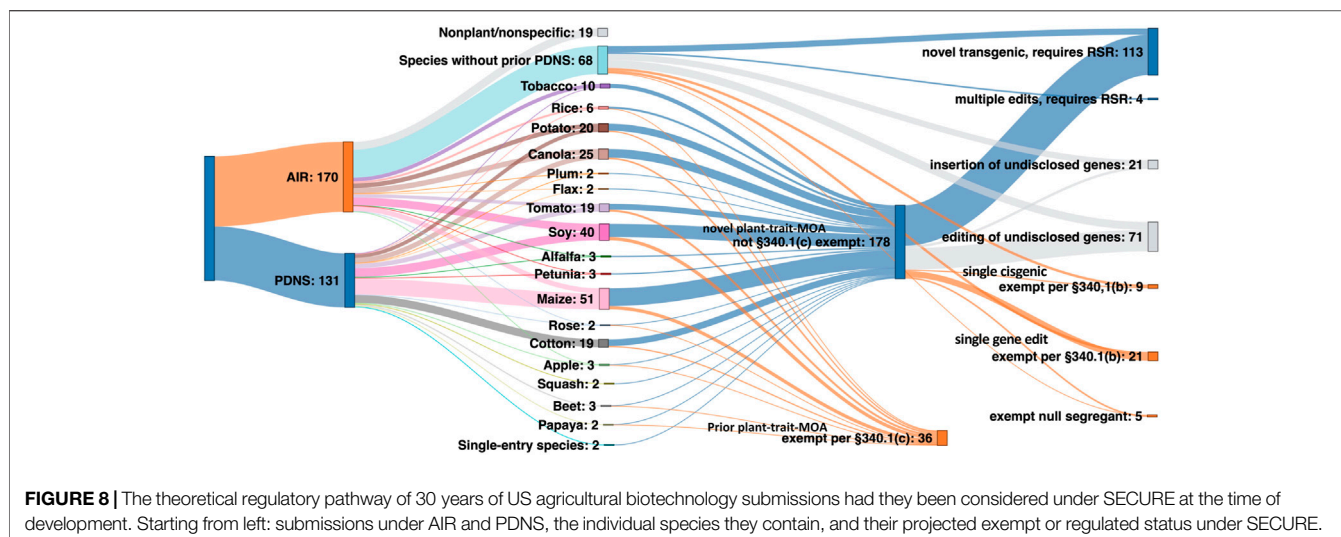 AIR: 170
PDNS: 131
Nonplant/nonspecific: 19
Species without prior PDNS: 68
Tobacco: 10
Rice: 6
Potato: 20
Canola: 25
Plum: 2
Flax: 2
Tomato: 19
Soy: 40
Alfalfa: 3
Petunia: 3
Maize: 51
Rose: 2
Cotton: 19
Apple: 3
Squash: 2
Beet: 3
Papaya: 2
Single-entry species: 2
novel plant-trait-MOA
not §340.1(c) exempt: 178
Prior plant-trait-MOA
exempt per §340.1(c): 36
novel transgenic, requires RSR: 113
multiple edits, requires RSR: 4
insertion of undisclosed genes: 21
editing of undisclosed genes: 71
single cisgenic
exempt per §340,1(b): 9
single gene edit
exempt per §340.1(b): 21
exempt null segregant: 5
FIGURE 8 | The theoretical regulatory pathway of 30 years of US agricultural biotechnology submissions had they been considered under SECURE at the time of
development. Starting from left: submissions under AIR and PDNS, the individual species they contain, and their projected exempt or regulated status under SECURE.